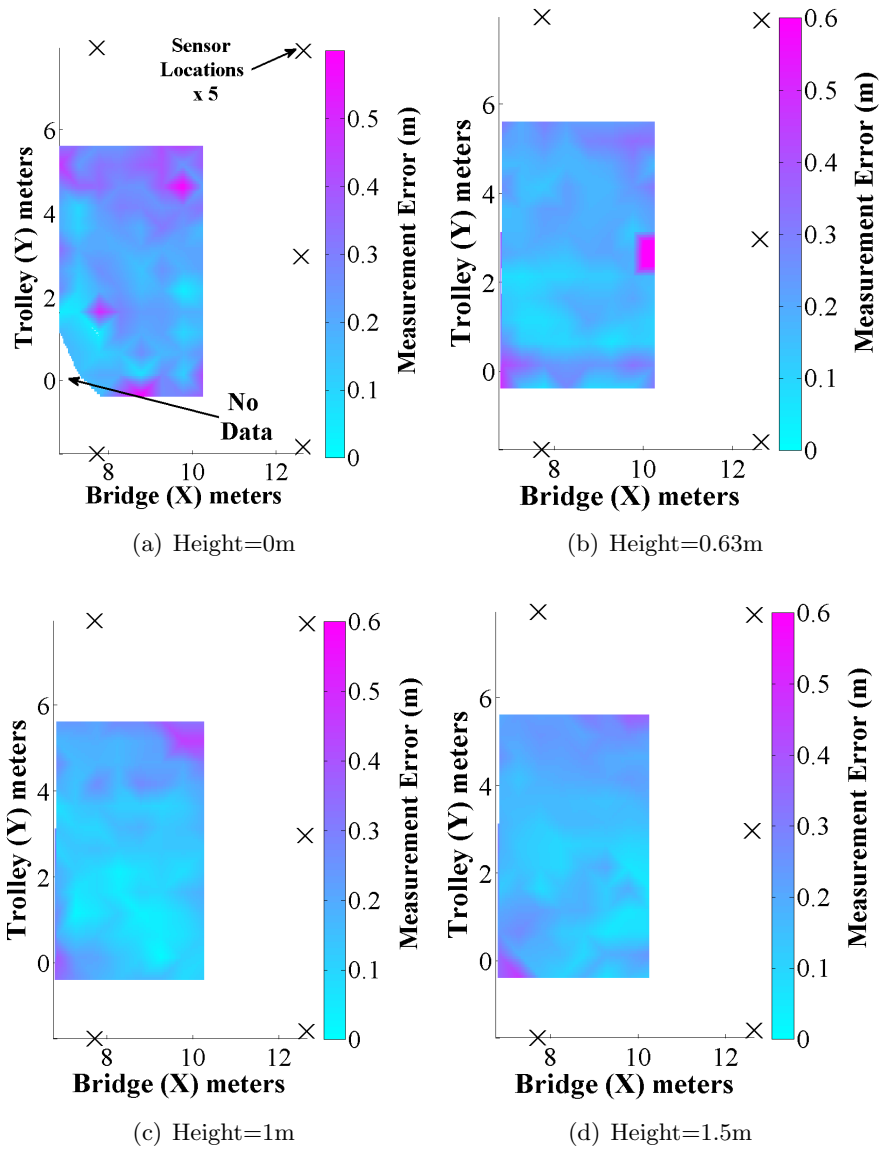 Sensor
Locations
x 5
No
Data
6
4
2
0
8
10
12
Trolley (Y) meters
Bridge (X) meters
0.5
0.4
0.3
0.2
0.1
0
Measurement Error (m)
(a) Height=0m
6
4
2
0
8
10
12
Trolley (Y) meters
Bridge (X) meters
0.6
0.5
0.4
0.3
0.2
0.1
0
Measurement Error (m)
(b) Height=0.63m
6
4
2
0
8
10
12
Trolley (Y) meters
Bridge (X) meters
0.6
0.5
0.4
0.3
0.2
0.1
0
Measurement Error (m)
(c) Height=1m
6
4
2
0
8
10
12
Trolley (Y) meters
Bridge (X) meters
0.6
0.5
0.4
0.3
0.2
0.1
0
Measurement Error (m)
(d) Height=1.5m